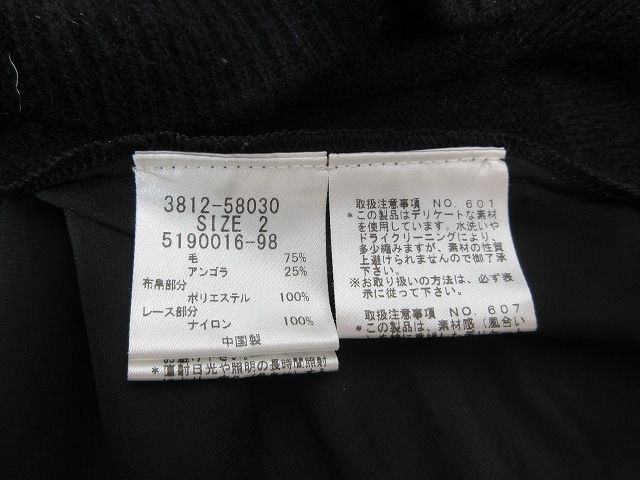 3812-58030
SIZE 2
5190016-98
毛 75%
アンゴラ 25%
布帛部分
ポリエステル 100%
レース部分
ナイロン 100%
中国製
*直射日光や照明の長時間照射
取扱注意事項 NO. 601
*この製品はデリケートな素材
を使用しています。水洗いや
ドライクリーニングにより、
多少縮みますが、素材の性質
上避けられませんので御了承
下さい。
※お取り扱いの方法は、必ず表
示に従って下さい。
取扱注意事項 NO. 607
*この製品は、素材感（風合い